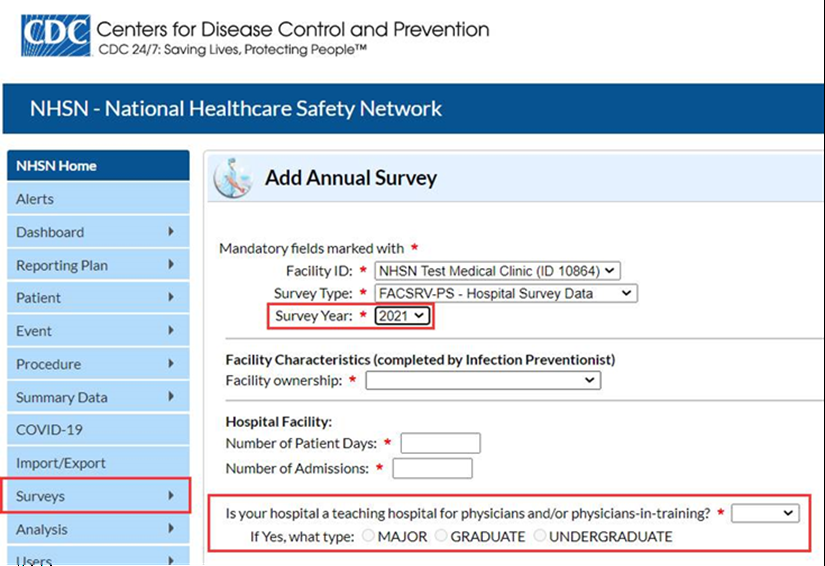 CDC Centers for Disease Control and Prevention
CDC 24/7: Saving Lives, Protecting People™
NHSN - National Healthcare Safety Network
NHSN Home
Alerts
Dashboard
Reporting Plan
Patient
Event
Procedure
Summary Data
COVID-19
Import/Export
Surveys
Analysis
Users
Add Annual Survey
Mandatory fields marked with *
Facility ID: * NHSN Test Medical Clinic (ID 10864)
Survey Type: * FACSRV-PS - Hospital Survey Data
Survey Year: * 2021
Facility Characteristics (completed by Infection Preventionist)
Facility ownership: *
Hospital Facility:
Number of Patient Days: *
Number of Admissions: *
Is your hospital a teaching hospital for physicians and/or physicians-in-training? *
If Yes, what type: MAJOR GRADUATE UNDERGRADUATE